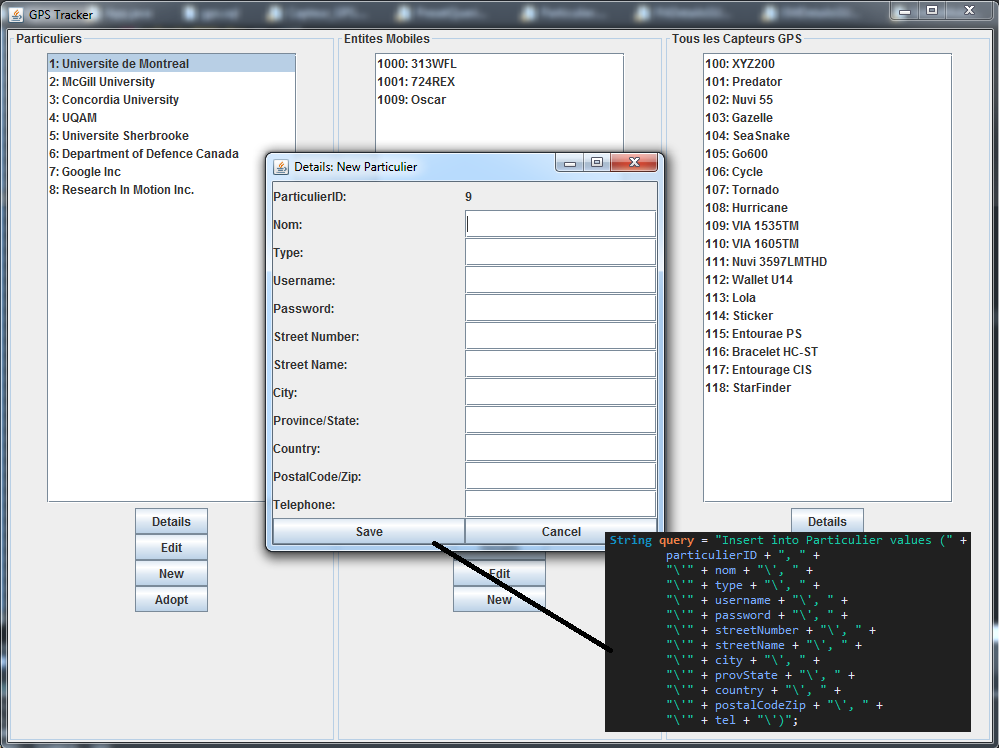 GPS Tracker
Particuliers
1: Universite de Montreal
2: McGill University
3: Concordia University
4: UQAM
5: Universite Sherbrooke
6: Department of Defence Canada
7: Google Inc
8: Research In Motion Inc.
Details
Edit
New
Adopt
Entites Mobiles
1000: 313WFL
1001: 724REX
1009: Oscar
Edit
New
Tous les Capteurs GPS
100: XYZ200
101: Predator
102: Nuvi 55
103: Gazelle
104: SeaSnake
105: Go600
106: Cycle
107: Tornado
108: Hurricane
109: VIA 1535TM
110: VIA 1605TM
111: Nuvi 3597LMTHD
112: Wallet U14
113: Lola
114: Sticker
115: Entourae PS
116: Bracelet HC-ST
117: Entourage CIS
118: StarFinder
Details
Details: New Particulier
ParticulierID: 9
Nom:
Type:
Username:
Password:
Street Number:
Street Name:
City:
Province/State:
Country:
PostalCode/Zip:
Telephone:
Save Cancel
String query = "Insert into Particulier values (" +
particulierID + ", " +
"\'" + nom + "\', " +
"\'" + type + "\', " +
"\'" + username + "\', " +
"\'" + password + "\', " +
"\'" + streetNumber + "\', " +
"\'" + streetName + "\', " +
"\'" + city + "\', " +
"\'" + provState + "\', " +
"\'" + country + "\', " +
"\'" + postalCodeZip + "\', " +
"\'" + tel + "\')";